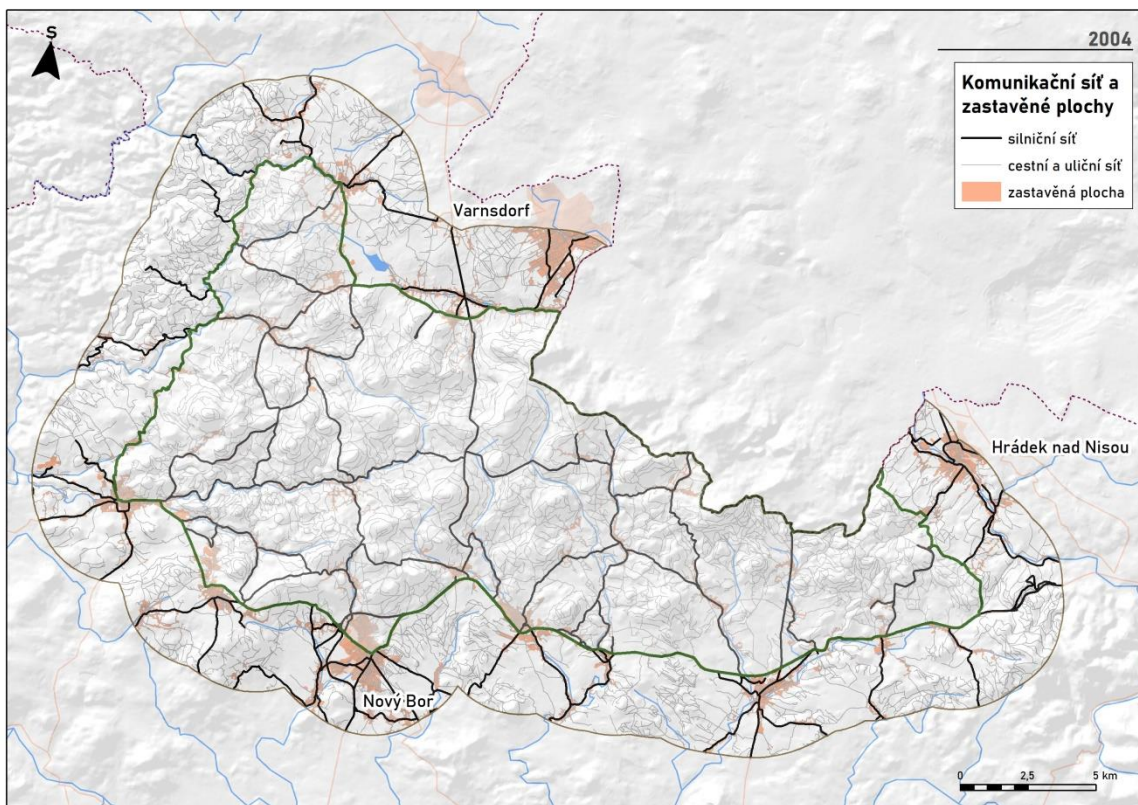 S
2004
Komunikační síť a
zastavěné plochy
silniční síť
cestní a uliční síť
zastavěná plocha
Varnsdorf
Hrádek nad Nisou
Nový Bor
0 2,5 5 km